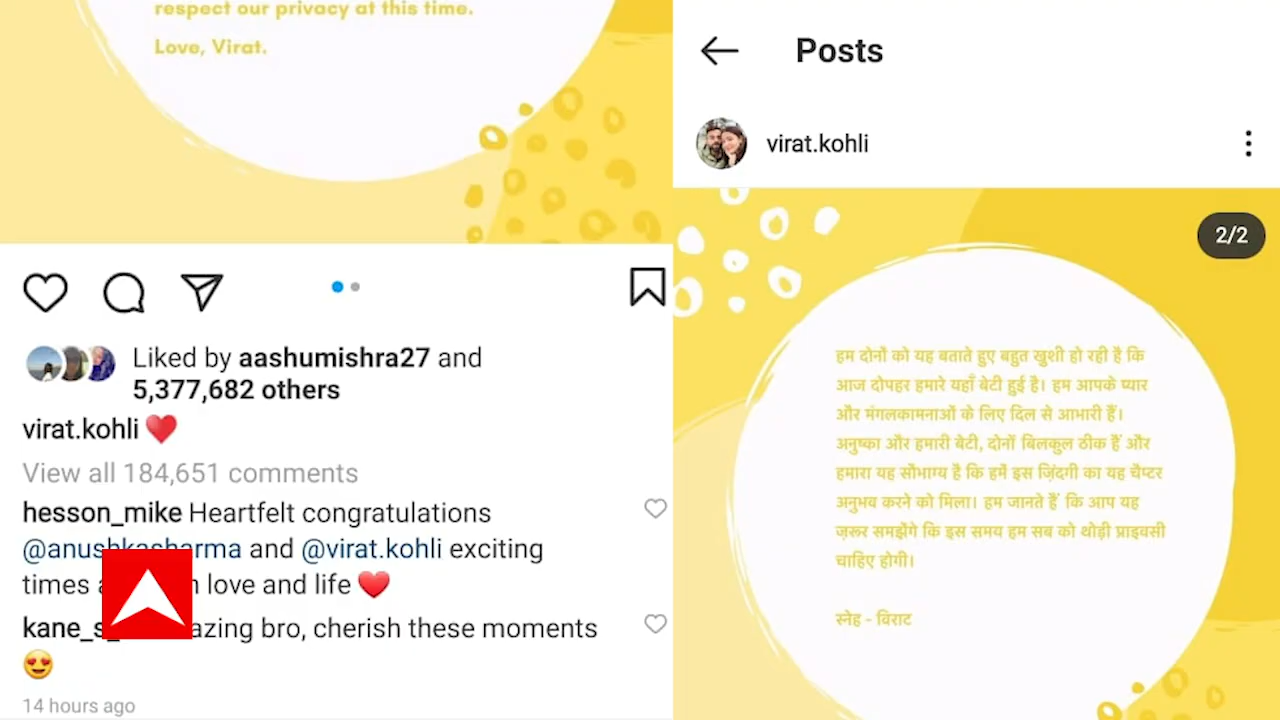 respect our privacy at this time.
Love, Virat.
Liked by aashumishra27 and
5,377,682 others
virat.kohli
View all 184,651 comments
hesson_mike Heartfelt congratulations
@anushkasharma and @virat.kohli exciting
times love and life
kane_s_ bro, cherish these moments
14 hours ago
Posts
virat.kohli
2/2
हम दोनों को यह बताते हुए बहुत खुशी हो रही है कि
आज दोपहर हमारे यहाँ बेटी हुई है। हम आपके प्यार
और मंगलकामनाओं के लिए दिल से आभारी हैं।
अनुष्का और हमारी बेटी, दोनों बिलकुल ठीक हैं और
हमारा यह सौभाग्य है कि हमें इस ज़िंदगी का यह चैप्टर
अनुभव करने को मिला। हम जानते हैं कि आप यह
ज़रूर समझेंगे कि इस समय हम सब को थोड़ी प्राइवसी
चाहिए होगी।
स्नेह - विराट